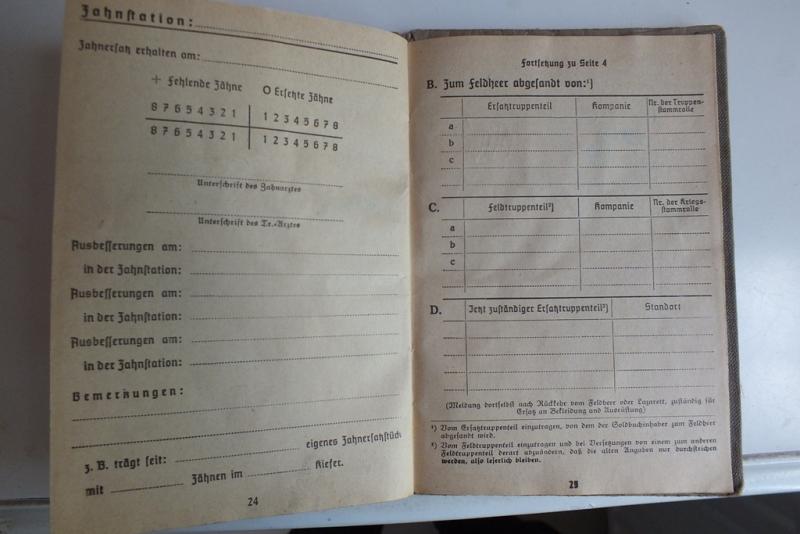 Zahnstation:
Zahnersatz erhalten am:
+ Fehlende Zähne O Ersetzte Zähne
8 7 6 5 4 3 2 1 1 2 3 4 5 6 7 8
8 7 6 5 4 3 2 1 1 2 3 4 5 6 7 8
Unterschrift des Zahnarztes
Unterschrift des Tr.-Arztes
Ausbesserungen am:
in der Zahnstation:
Ausbesserungen am:
in der Zahnstation:
Ausbesserungen am:
in der Zahnstation:
Bemerkungen:
z. B. trägt seit: eigenes Zahnersatzstück
mit Zähnen im Kiefer.
24
Fortsetzung zu Seite 4
B. Zum Feldheer abgesandt von:¹)
Ersatztruppenteil Kompanie Nr. der Truppen-
stammrolle
a
b
c
C. Feldtruppenteil²) Kompanie Nr. der Kriegs-
stammrolle
a
b
c
D. Jetzt zuständiger Ersatztruppenteil²) Standort
(Meldung dortselbst nach Rückkehr vom Feldheer oder Lazarett, zuständig für
Ersatz an Bekleidung und Ausrüstung)
¹) Vom Ersatztruppenteil einzutragen, von dem der Soldbuchinhaber zum Feldheer
abgesandt wird.
²) Vom Feldtruppenteil einzutragen und bei Versetzungen von einem zum anderen
Feldtruppenteil derart abzuändern, daß die alten Angaben nur durchstrichen
werden, also leserlich bleiben.
25